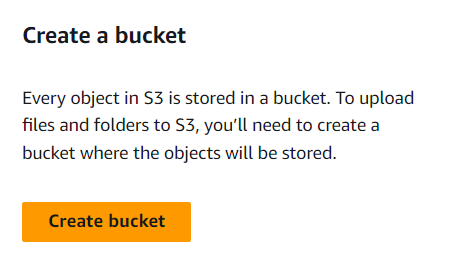 Create a bucket
Every object in S3 is stored in a bucket. To upload
files and folders to S3, you’ll need to create a
bucket where the objects will be stored.
Create bucket